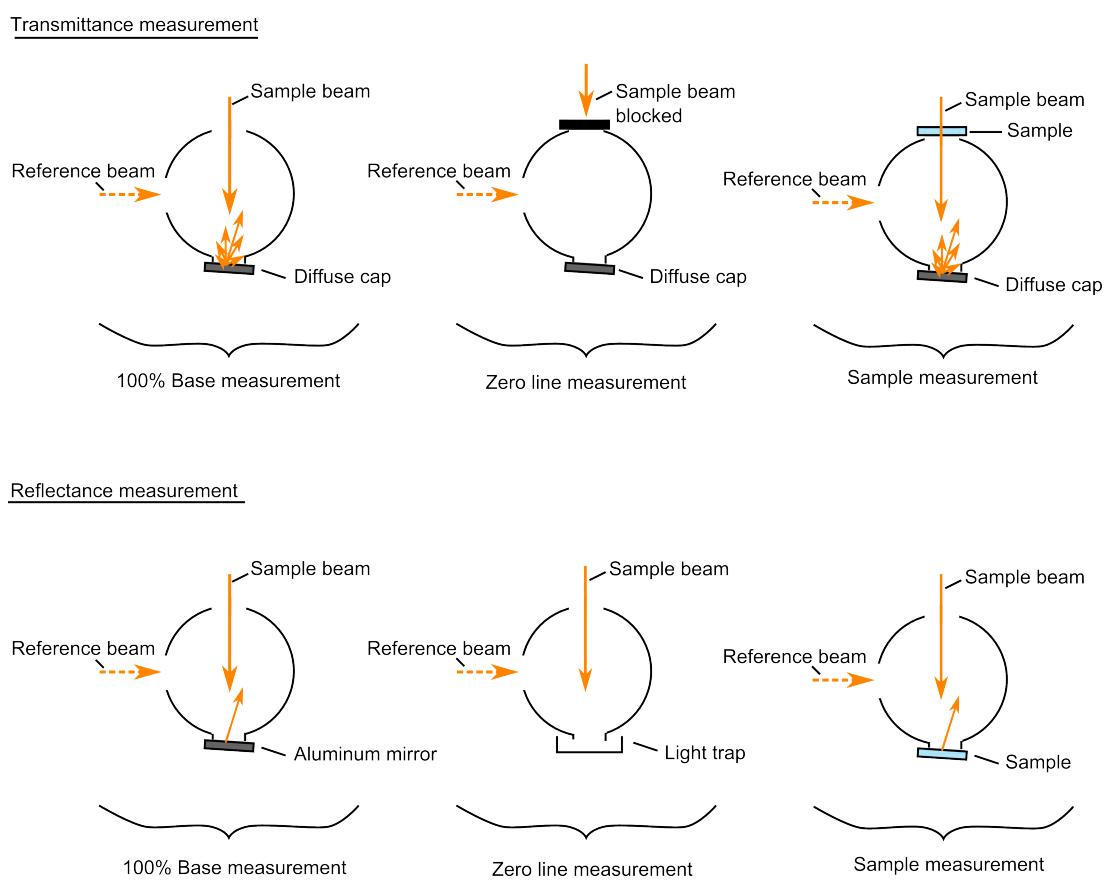 Transmittance measurement
Sample beam
Reference beam
Diffuse cap
100% Base measurement
Sample beam
blocked
Reference beam
Diffuse cap
Zero line measurement
Sample beam
Sample
Reference beam
Diffuse cap
Sample measurement
Reflectance measurement
Sample beam
Reference beam
Aluminum mirror
100% Base measurement
Sample beam
Reference beam
Light trap
Zero line measurement
Sample beam
Reference beam
Sample
Sample measurement